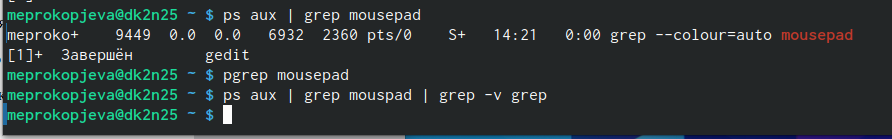 meprokopjeva@dk2n25 ~ $ ps aux | grep mousepad
meproko+    9449  0.0  0.0   6932  2360 pts/0    S+   14:21   0:00 grep --colour=auto mousepad
[1]+  Завершён        gedit
meprokopjeva@dk2n25 ~ $ pgrep mousepad
meprokopjeva@dk2n25 ~ $ ps aux | grep mouspad | grep -v grep
meprokopjeva@dk2n25 ~ $